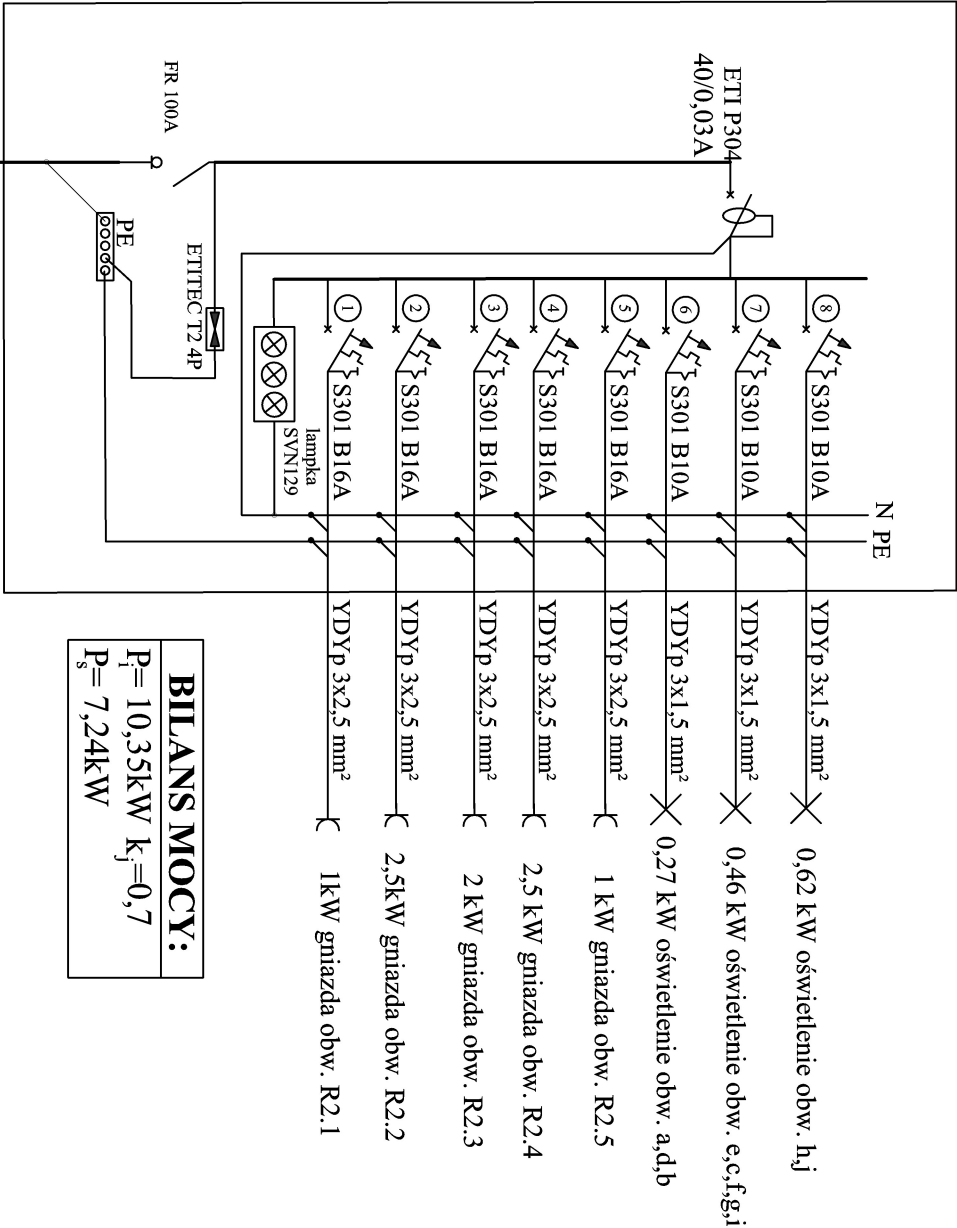 ETI P304
40/0,03A
FR 100A
PE
ETITEC T2 4P
lampka
SVN129
N
PE
1
S301 B16A
YDYp 3x2,5 mm²
1kW gniazda obw. R2.1
2
S301 B16A
YDYp 3x2,5 mm²
2,5kW gniazda obw. R2.2
3
S301 B16A
YDYp 3x2,5 mm²
2 kW gniazda obw. R2.3
4
S301 B16A
YDYp 3x2,5 mm²
2,5 kW gniazda obw. R2.4
5
S301 B16A
YDYp 3x2,5 mm²
1 kW gniazda obw. R2.5
6
S301 B10A
YDYp 3x1,5 mm²
0,27 kW oświetlenie obw. a,d,b
7
S301 B10A
YDYp 3x1,5 mm²
0,46 kW oświetlenie obw. e,c,f,g,i
8
S301 B10A
YDYp 3x1,5 mm²
0,62 kW oświetlenie obw. h,j
BILANS MOCY:
Pi= 10,35kW kj=0,7
Ps= 7,24kW